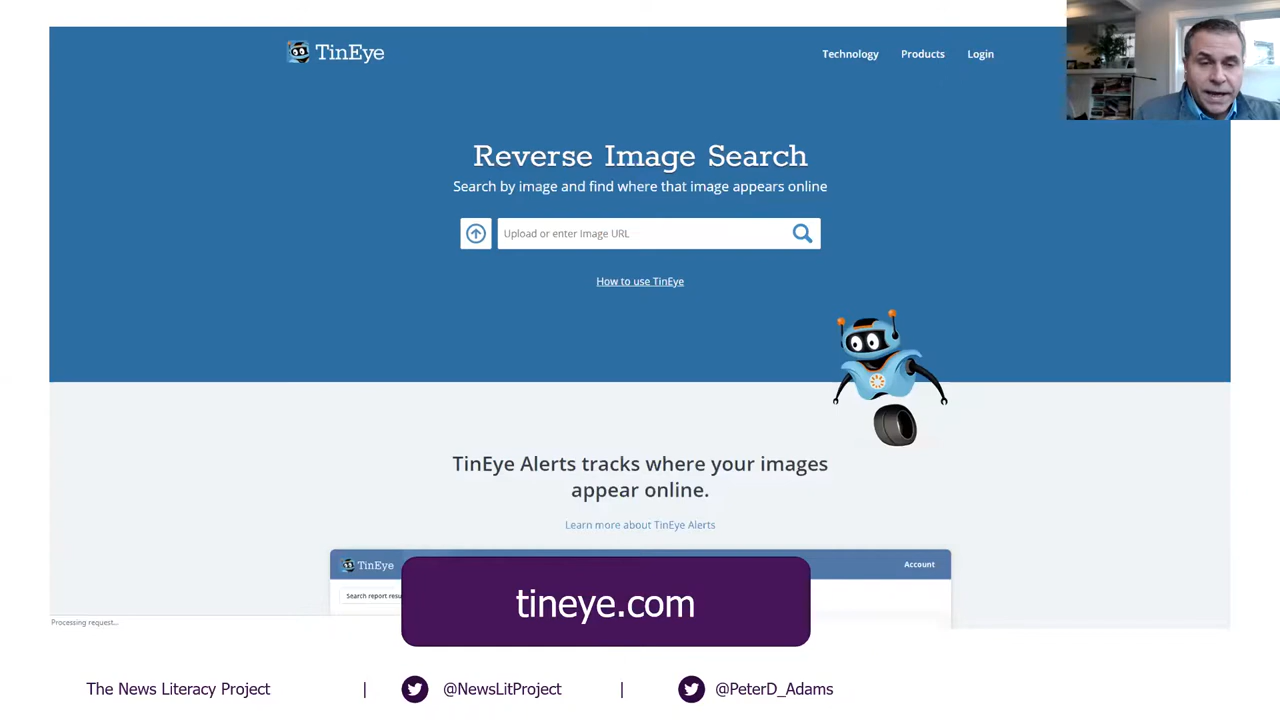 TinEye
Technology Products Login
Reverse Image Search
Search by image and find where that image appears online
Upload or enter Image URL
How to use TinEye
TinEye Alerts tracks where your images
appear online.
Learn more about TinEye Alerts
TinEye Account
Search report
tineye.com
Processing request...
The News Literacy Project | @NewsLitProject | @PeterD_Adams